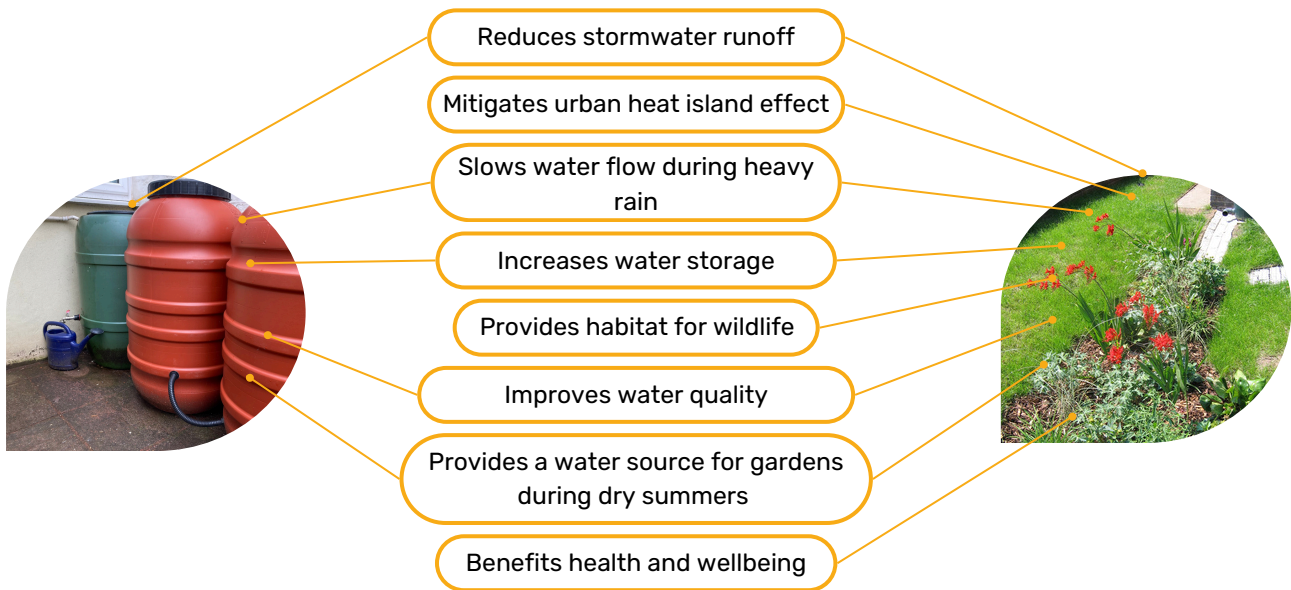 Reduces stormwater runoff
Mitigates urban heat island effect
Slows water flow during heavy
rain
Increases water storage
Provides habitat for wildlife
Improves water quality
Provides a water source for gardens
during dry summers
Benefits health and wellbeing